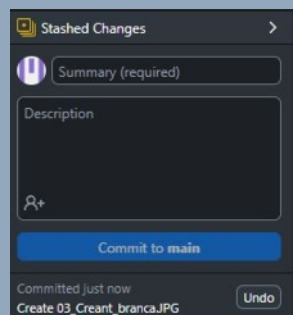 Stashed Changes
Summary (required)
Description
Commit to main
Committed just now
Create 03_Creant_branca.JPG
Undo